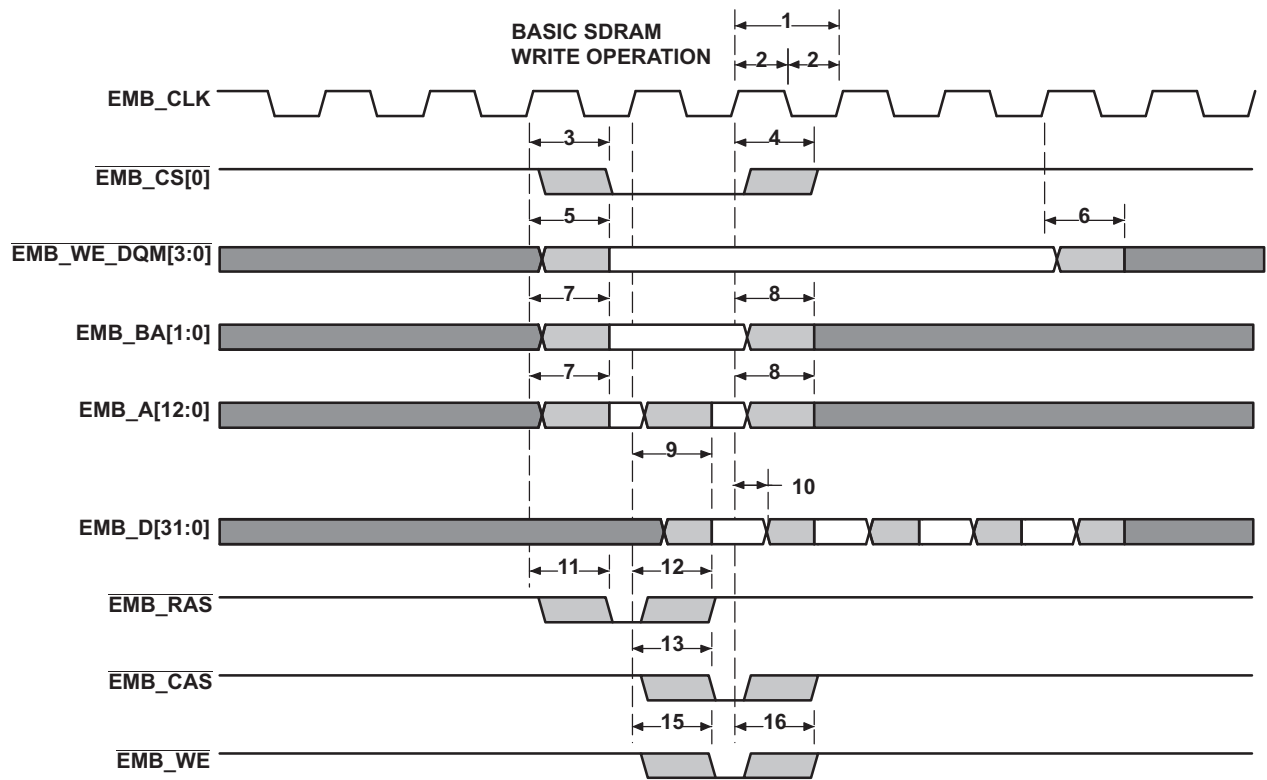 BASIC SDRAM
WRITE OPERATION
1
2 2
EMB_CLK
3 4
EMB_CS[0]
5 6
EMB_WE_DQM[3:0]
7 8
EMB_BA[1:0]
7 8
EMB_A[12:0]
9
10
EMB_D[31:0]
11 12
EMB_RAS
13
EMB_CAS
15 16
EMB_WE